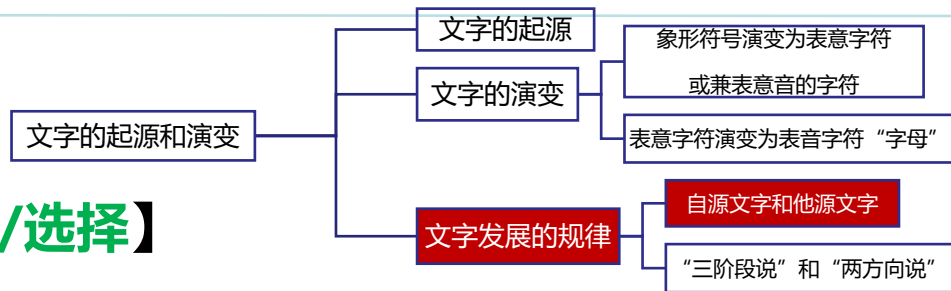 文字的起源
象形符号演变为表意字符
或兼表意音的字符
文字的演变
文字的起源和演变
表意字符演变为表音字符“字母”
/选择】
自源文字和他源文字
文字发展的规律
“三阶段说”和“两方向说”